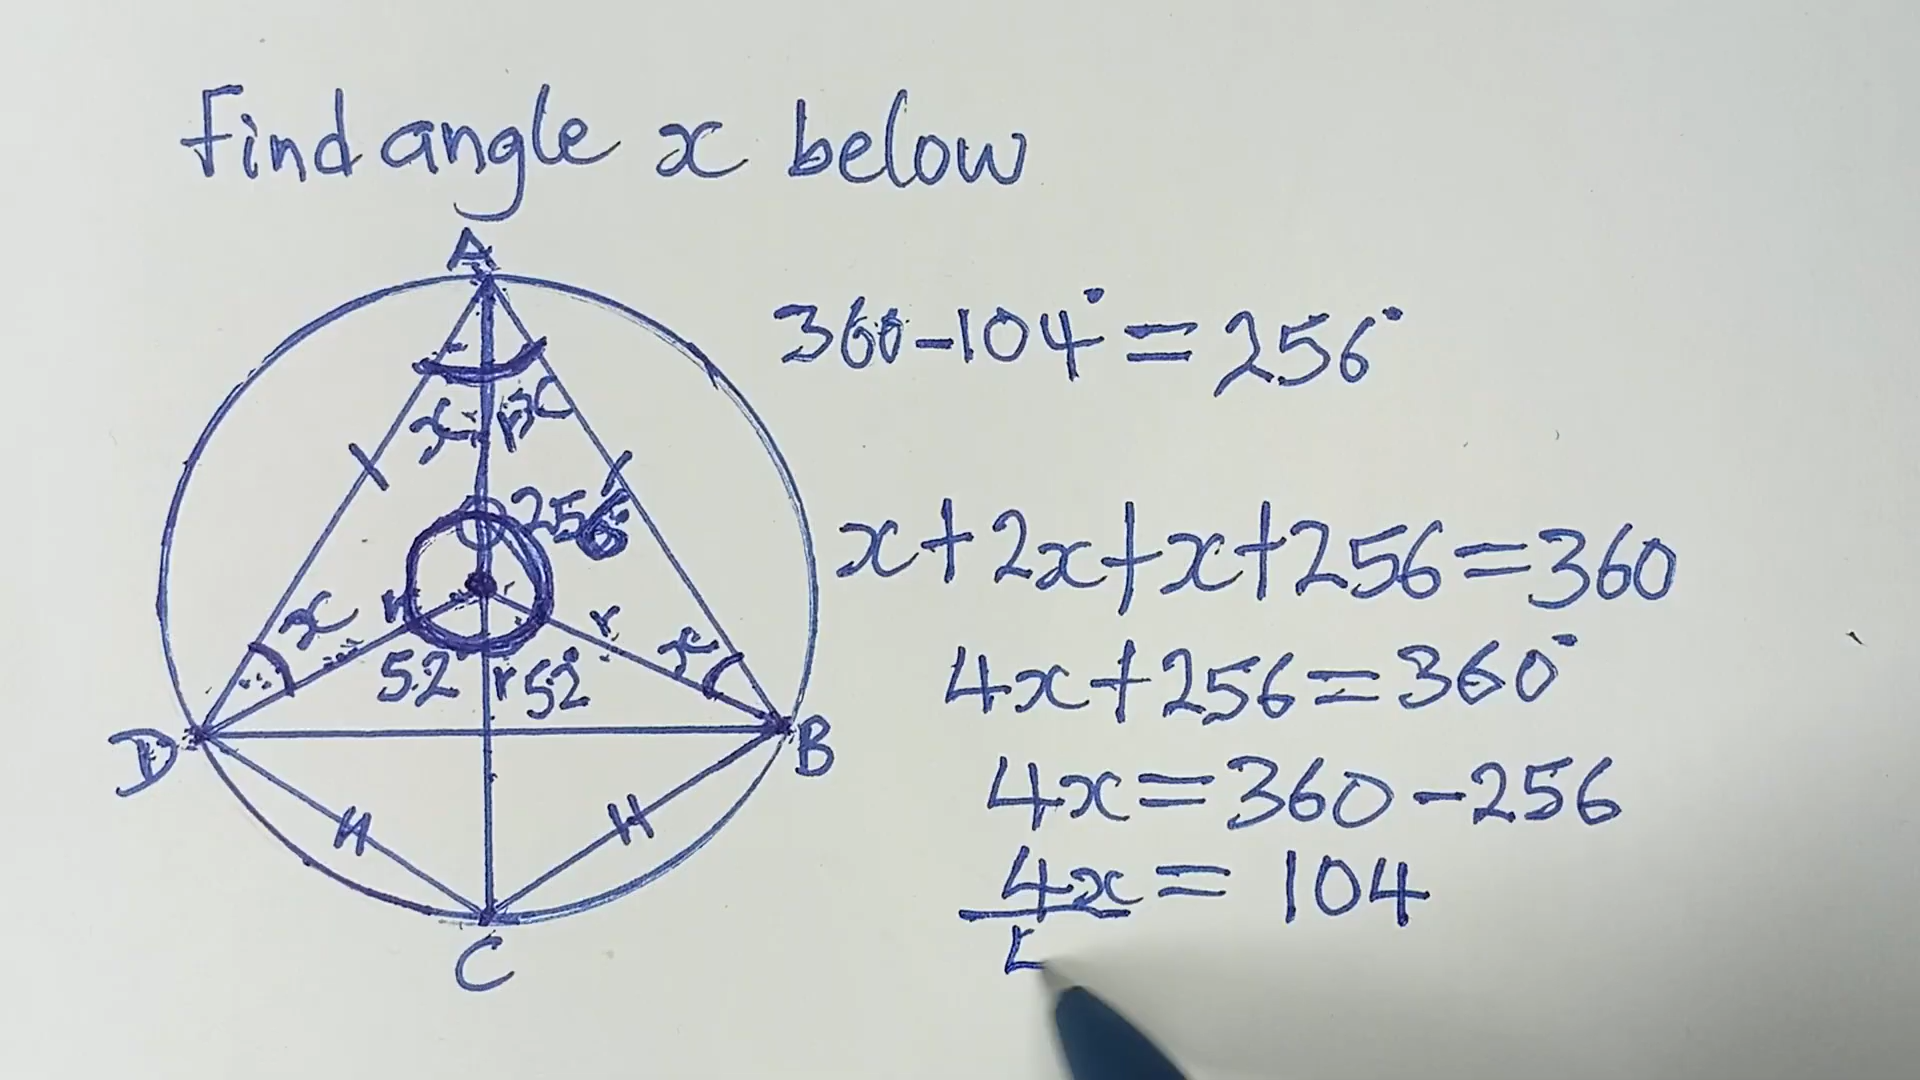 Find angle x below
A
360-104°=256°
x r x
256°
x+2x+x+256=360
x r r x
52° r 52°
4x+256=360°
D B
4x=360-256
4x= 104
C